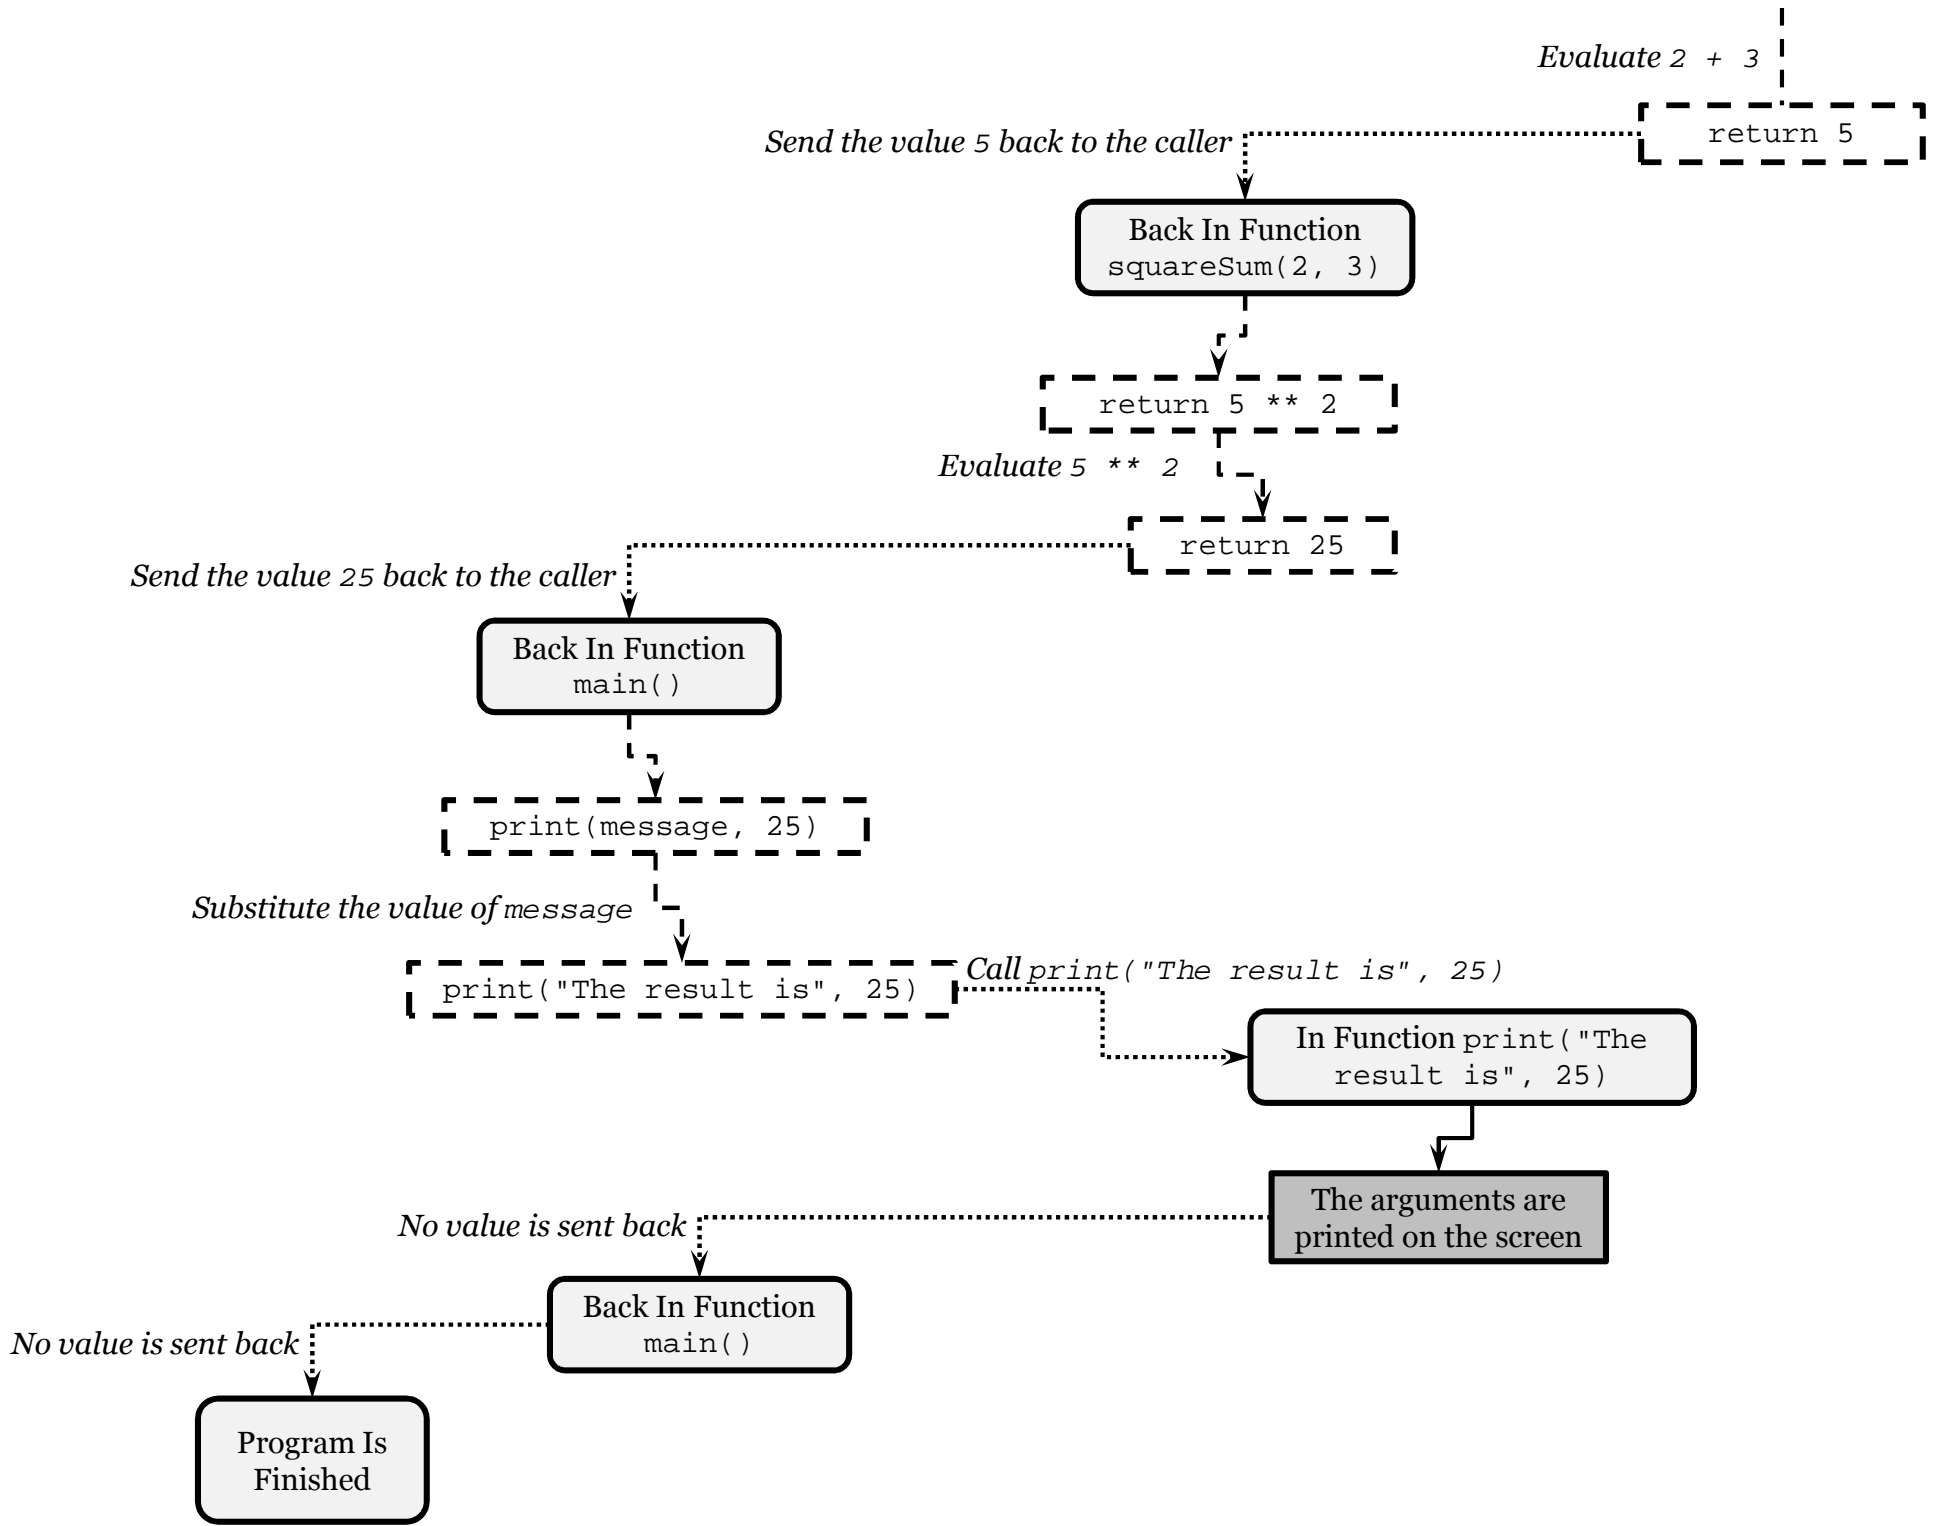 Evaluate 2 + 3
return 5
Send the value 5 back to the caller
Back In Function
squareSum(2, 3)
return 5 ** 2
Evaluate 5 ** 2
return 25
Send the value 25 back to the caller
Back In Function
main()
print(message, 25)
Substitute the value of message
print("The result is", 25)
Call print("The result is", 25)
In Function print("The
result is", 25)
The arguments are
printed on the screen
No value is sent back
Back In Function
main()
No value is sent back
Program Is
Finished